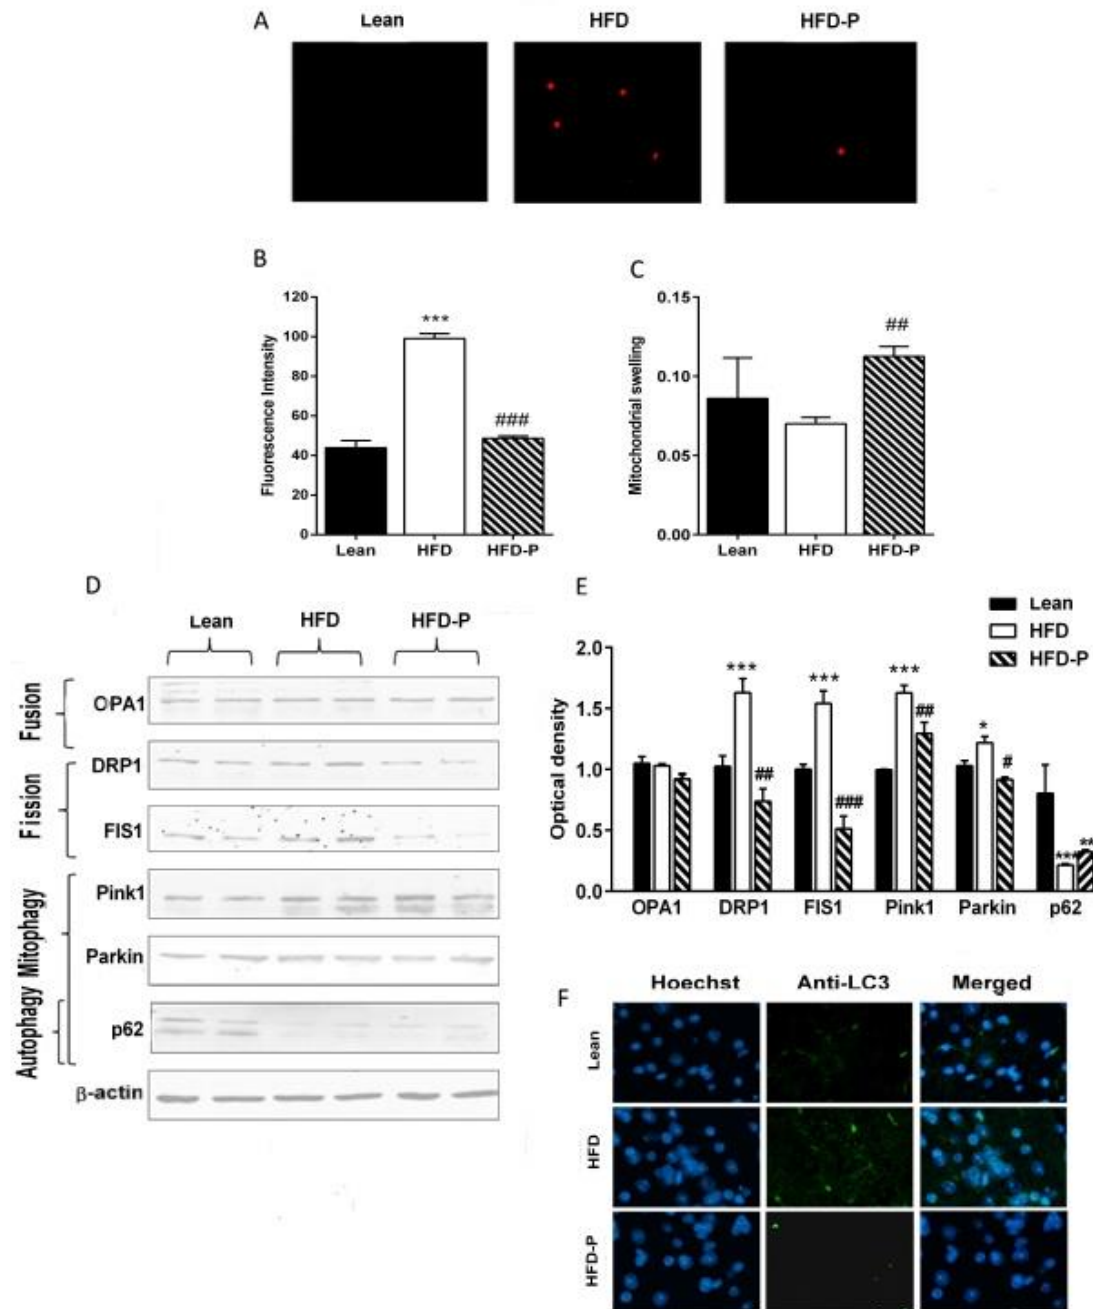 A
Lean
HFD
HFD-P
B
Fluorescence Intensity
120
100
80
60
40
20
0
***
###
Lean
HFD
HFD-P
C
Mitochondrial swelling
0.15
0.10
0.05
0.00
##
Lean
HFD
HFD-P
D
Lean
HFD
HFD-P
Fusion
OPA1
Fission
DRP1
FIS1
Autophagy Mitophagy
Pink1
Parkin
p62
β-actin
E
Lean
HFD
HFD-P
Optical density
2.0
1.5
1.0
0.5
0.0
***
##
***
###
***
##
*
#
***
**
OPA1
DRP1
FIS1
Pink1
Parkin
p62
F
Hoechst
Anti-LC3
Merged
Lean
HFD
HFD-P